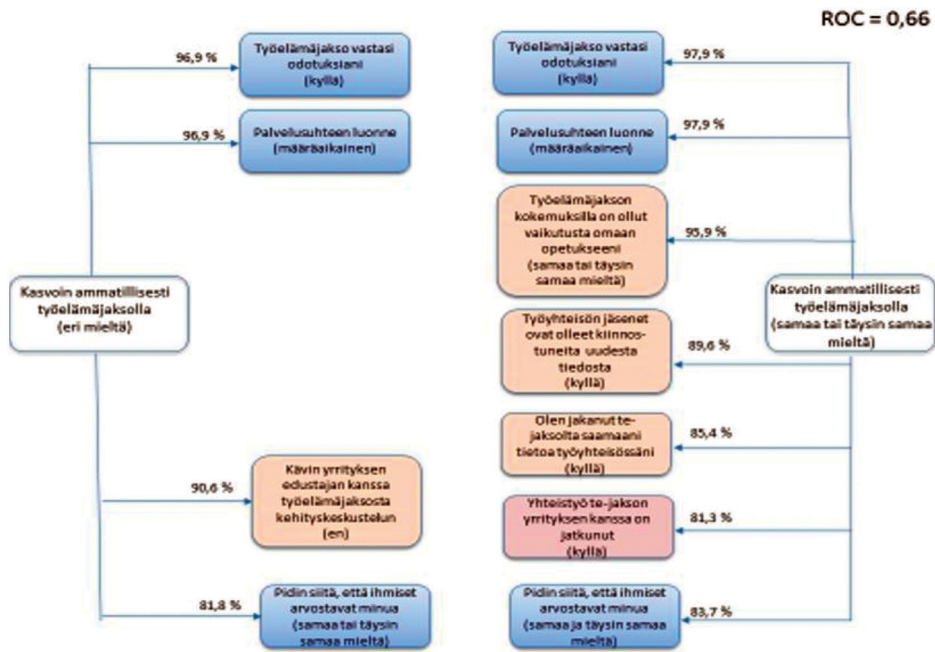 ROC = 0,66
96,9 %
Työelämäjakso vastasi
odotuksiani
(kyllä)
96,9 %
Palvelusuhteen luonne
(määräaikainen)
Kasvoin ammatillisesti
työelämäjaksolla
(eri mieltä)
90,6 %
Kävin yrrityksen
edustajan kanssa
työelämäjaksosta
kehityskeskustelun
(en)
81,8 %
Pidin siitä, että ihmiset
arvostavat minua
(samaa tai täysin
samaa mieltä)
Työelämäjakso vastasi
odotuksiani
(kyllä)
97,9 %
Palvelusuhteen luonne
(määräaikainen)
97,9 %
Työelämäjakson
kokemuksilla on ollut
vaikutusta omaan
opetukseeni
(samaa tai täysin
samaa mieltä)
95,9 %
Työyhteisön jäsenet
ovat olleet kiinnos-
tuneita uudesta
tiedosta
(kyllä)
89,6 %
Olen jakanut te-
jaksolta saamaani
tietoa työyhteisössäni
(kyllä)
85,4 %
Yhteistyö te-jakson
yrrityksen kanssa on
jatkunut
(kyllä)
81,3 %
Pidin siitä, että ihmiset
arvostavat minua
(samaa ja täysin samaa
mieltä)
83,7 %
Kasvoin ammatillisesti
työelämäjaksolla
(samaa tai täysin samaa
mieltä)